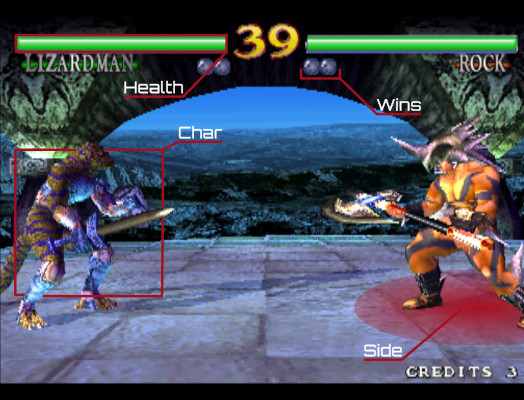 39
LIZARDMAN
ROCK
Health
Wins
Char
Side
CREDITS 3